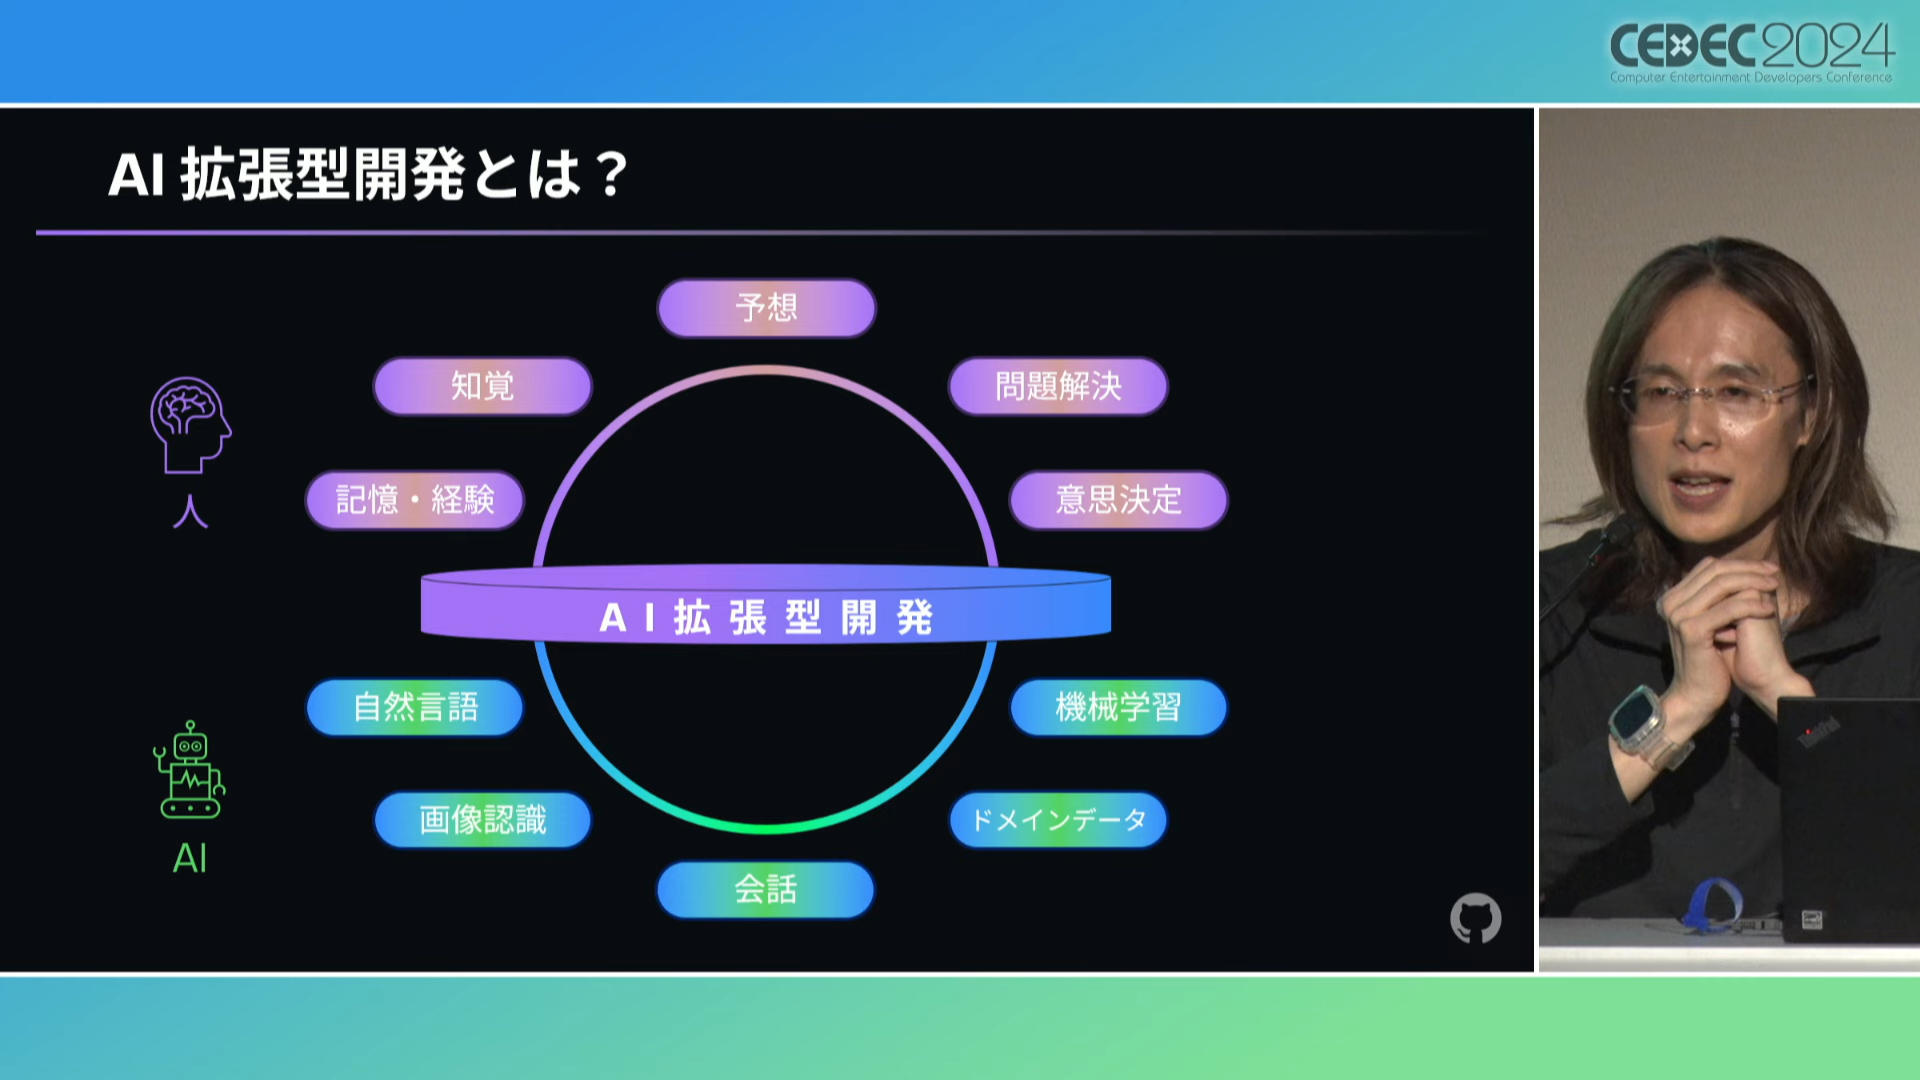 CEDEC2024
Computer Entertainment Developers Conference
AI 拡張型開発とは？
予想
知覚
問題解決
記憶・経験
意思決定
人
AI拡張型開発
自然言語
機械学習
画像認識
ドメインデータ
AI
会話
ThinkPad